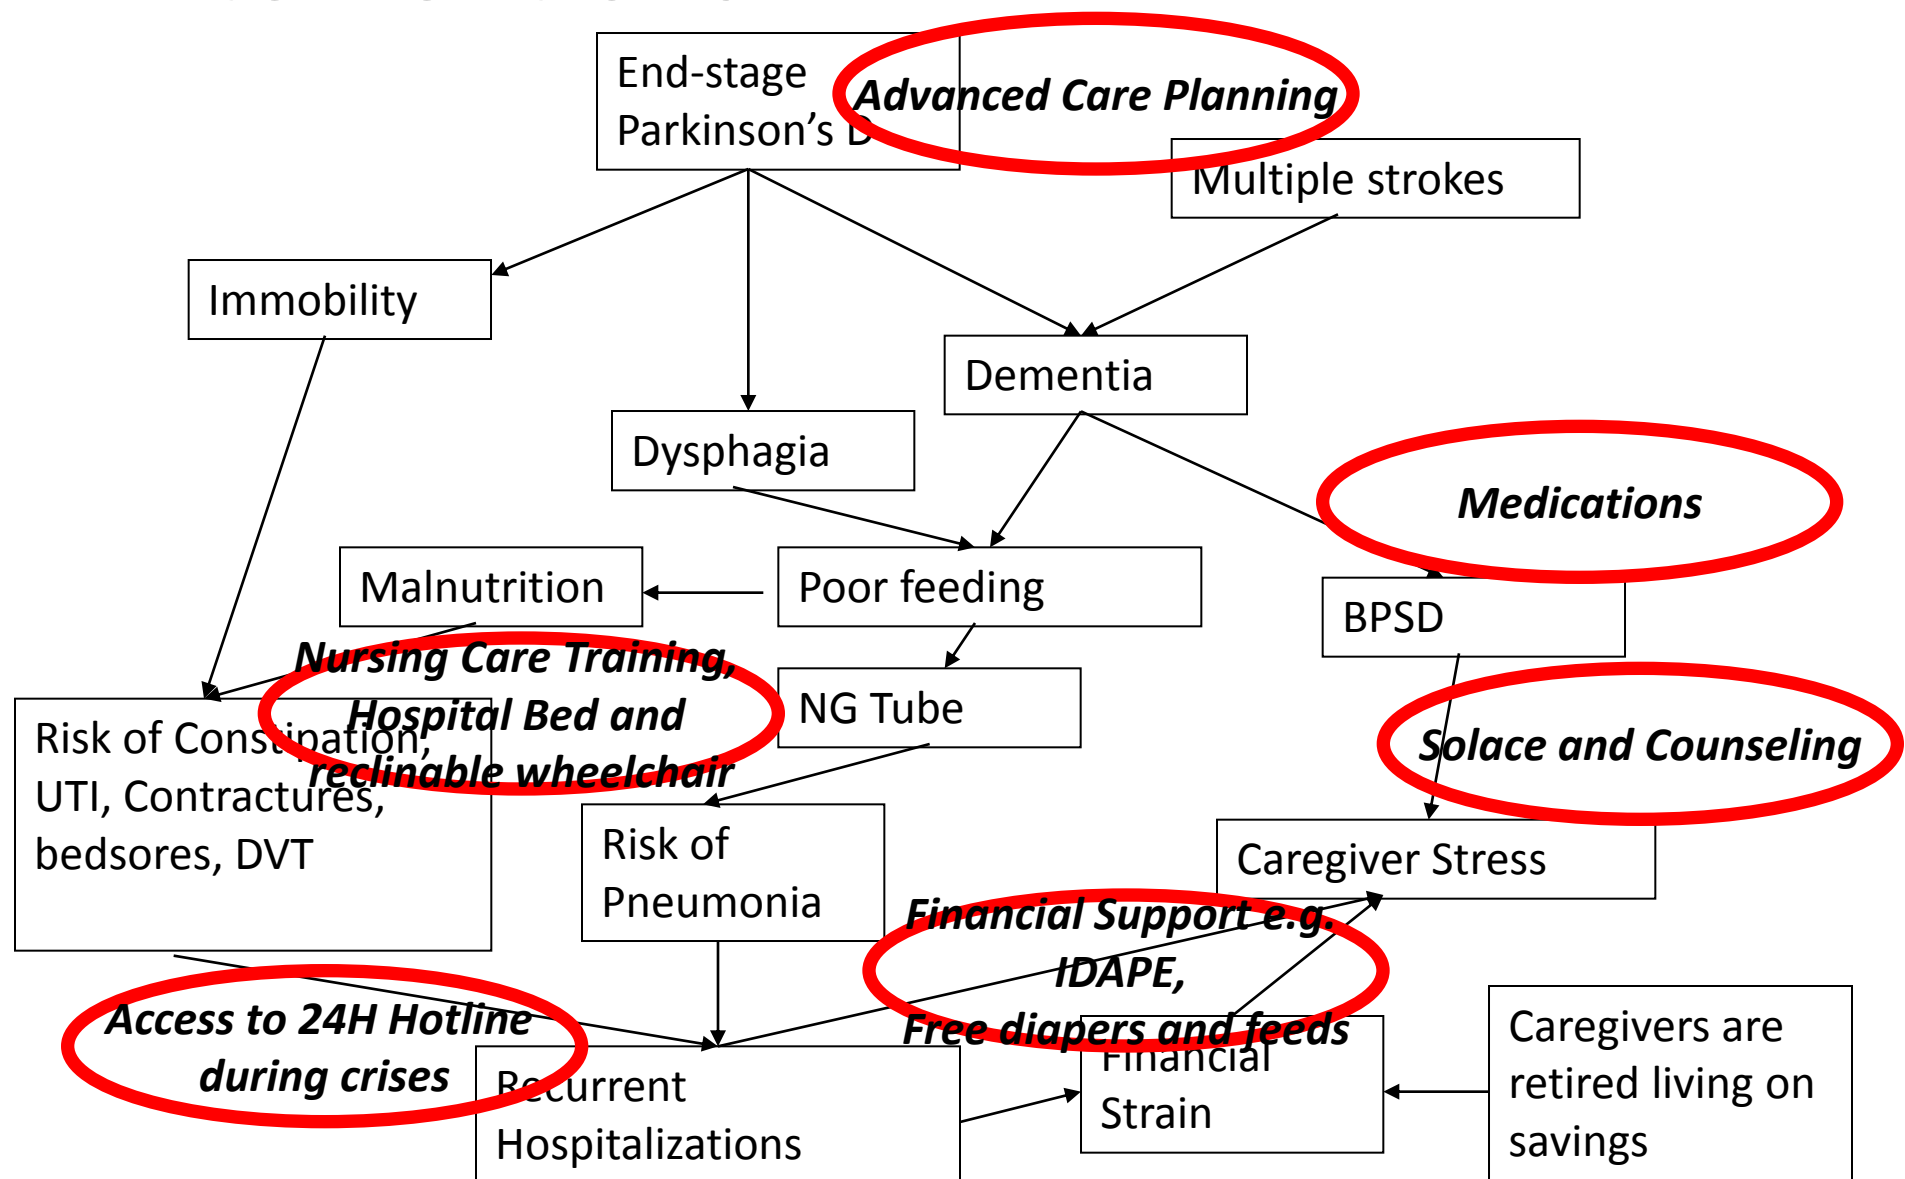 End-stage
Parkinson's D
Advanced Care Planning
Multiple strokes
Immobility
Dementia
Dysphagia
Medications
Malnutrition
Poor feeding
BPSD
Nursing Care Training,
Hospital Bed and
reclinable wheelchair
NG Tube
Risk of Constipation,
UTI, Contractures,
bedsores, DVT
Solace and Counseling
Risk of
Pneumonia
Caregiver Stress
Financial Support e.g.
IDAPE,
Free diapers and feeds
Access to 24H Hotline
during crises
Recurrent
Hospitalizations
Financial
Strain
Caregivers are
retired living on
savings